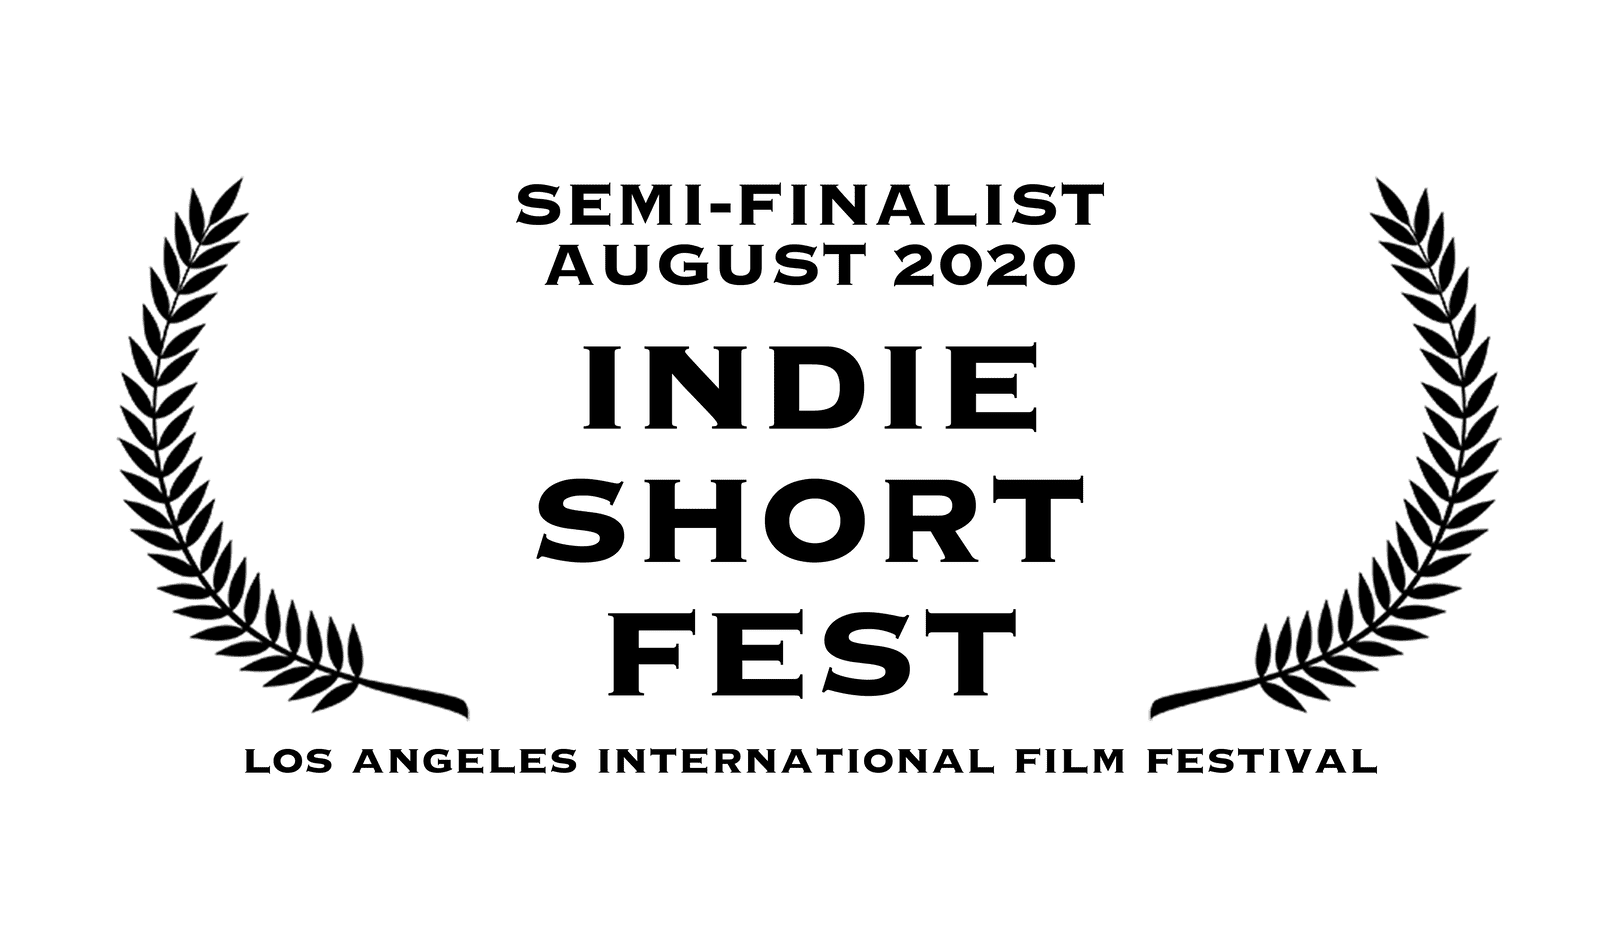 SEMI-FINALIST
AUGUST 2020
INDIE
SHORT
FEST
LOS ANGELES INTERNATIONAL FILM FESTIVAL